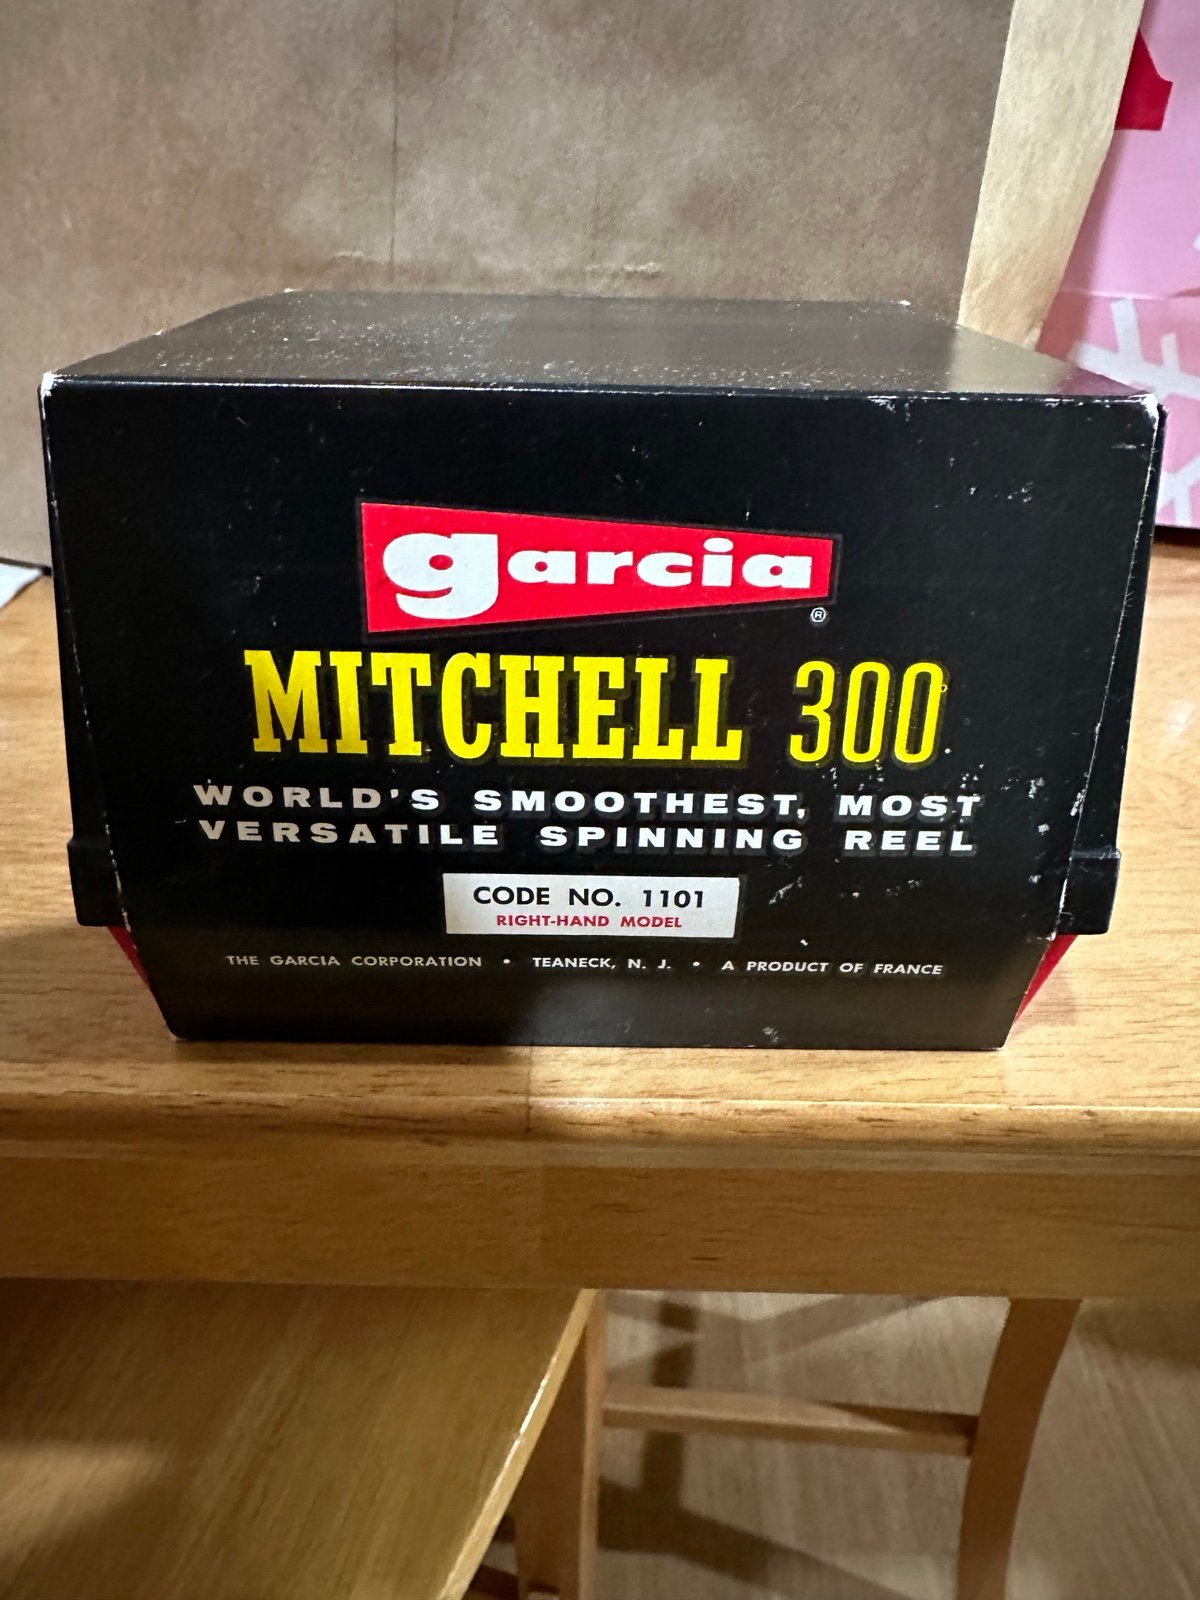 garcia
®
MITCHELL 300
WORLD'S SMOOTHEST, MOST
VERSATILE SPINNING REEL
CODE NO. 1101
RIGHT-HAND MODEL
THE GARCIA CORPORATION • TEANECK, N. J. • A PRODUCT OF FRANCE